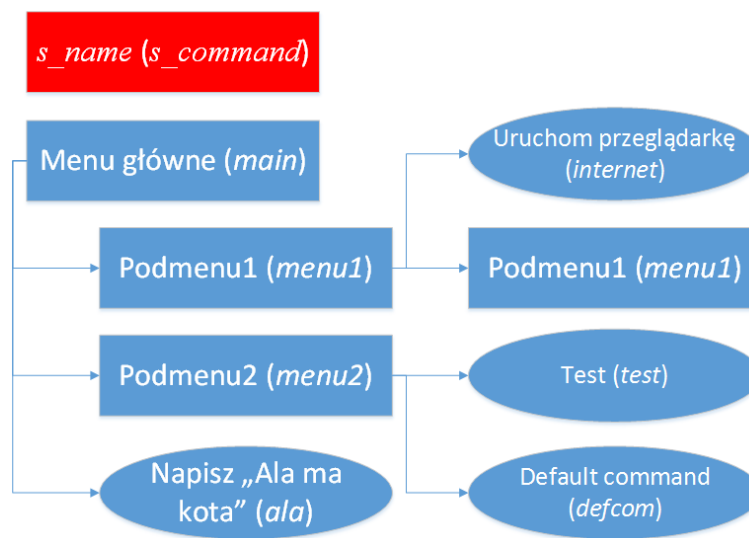 s_name (s_command)
Menu główne (main)
Uruchom przeglądarkę
(internet)
Podmenu1 (menu1)
Podmenu1 (menu1)
Podmenu2 (menu2)
Test (test)
Napisz „Ala ma
kota” (ala)
Default command
(defcom)